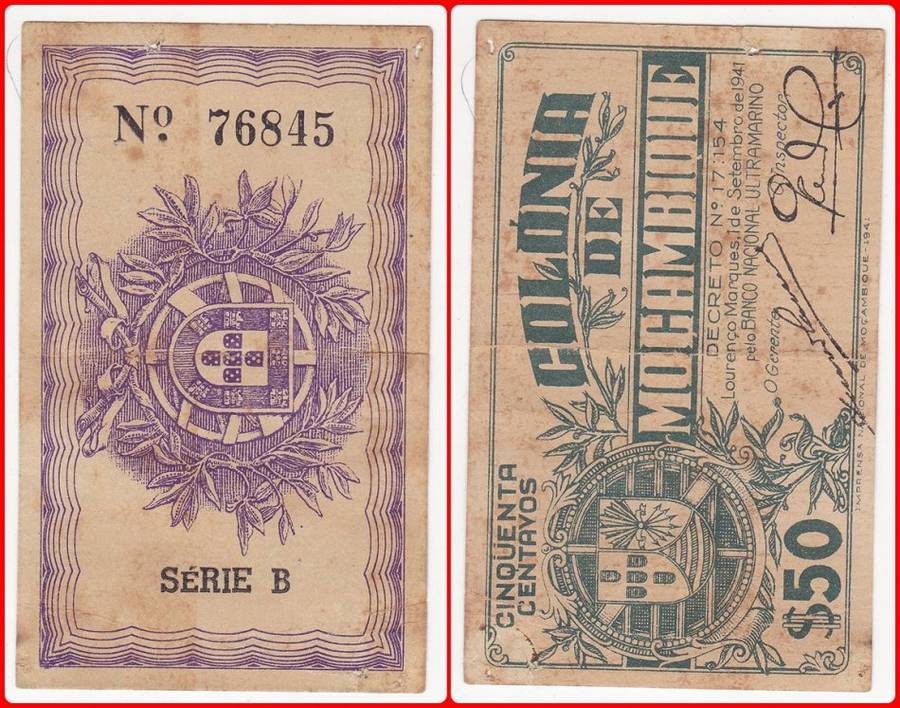 Nº 76845
SÉRIE B
COLÓNIA
DE
MOÇAMBIQUE
DECRETO Nº 17:154
Lourenço Marques, 1 de Setembro de 1941
pelo BANCO NACIONAL ULTRAMARINO
O Gerente
O Inspector
CINQUENTA
CENTAVOS
$50
IMPRENSA NACIONAL DE MOÇAMBIQUE-1941